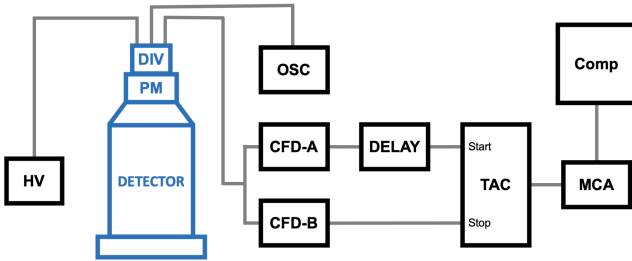 DIV
PM
OSC
Comp
CFD-A
DELAY
Start
HV
DETECTOR
TAC
MCA
CFD-B
Stop